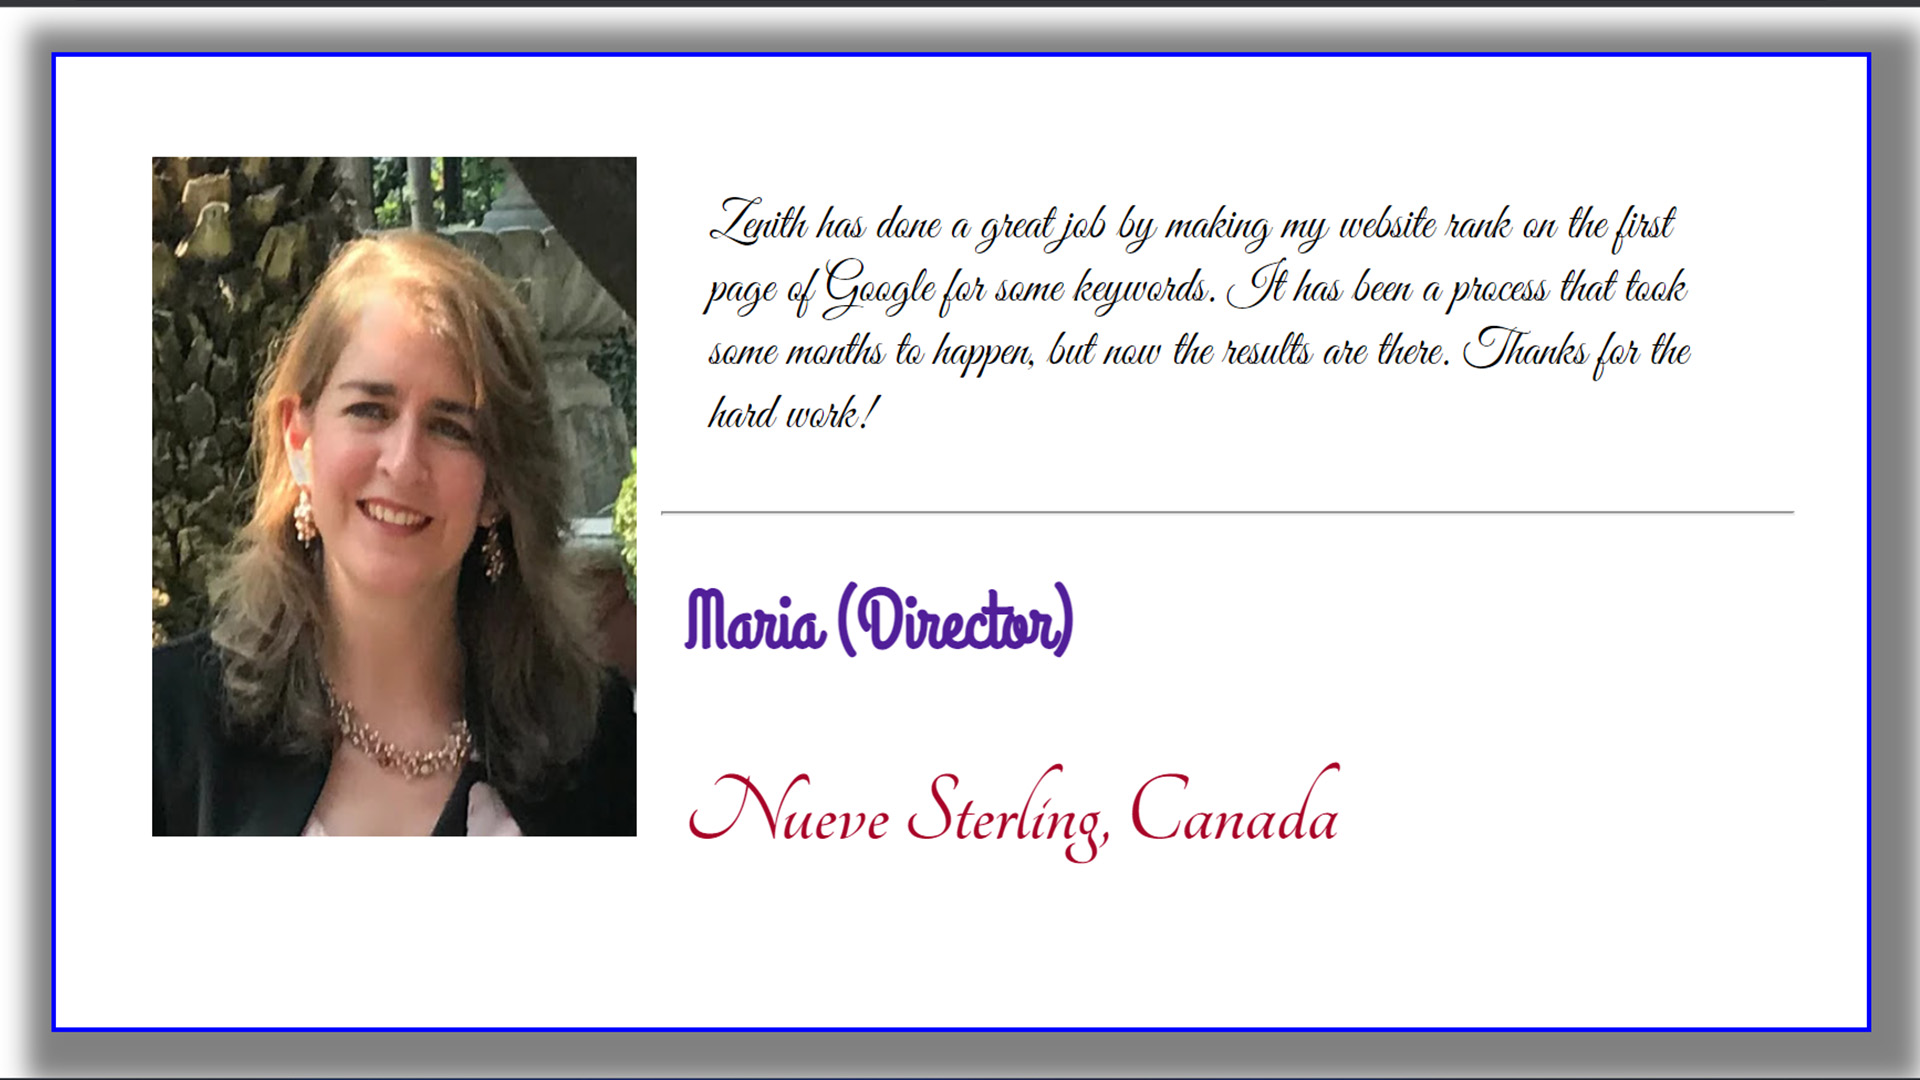 Zenith has done a great job by making my website rank on the first
page of Google for some keywords. It has been a process that took
some months to happen, but now the results are there. Thanks for the
hard work!
Maria (Director)
Nueve Sterling, Canada